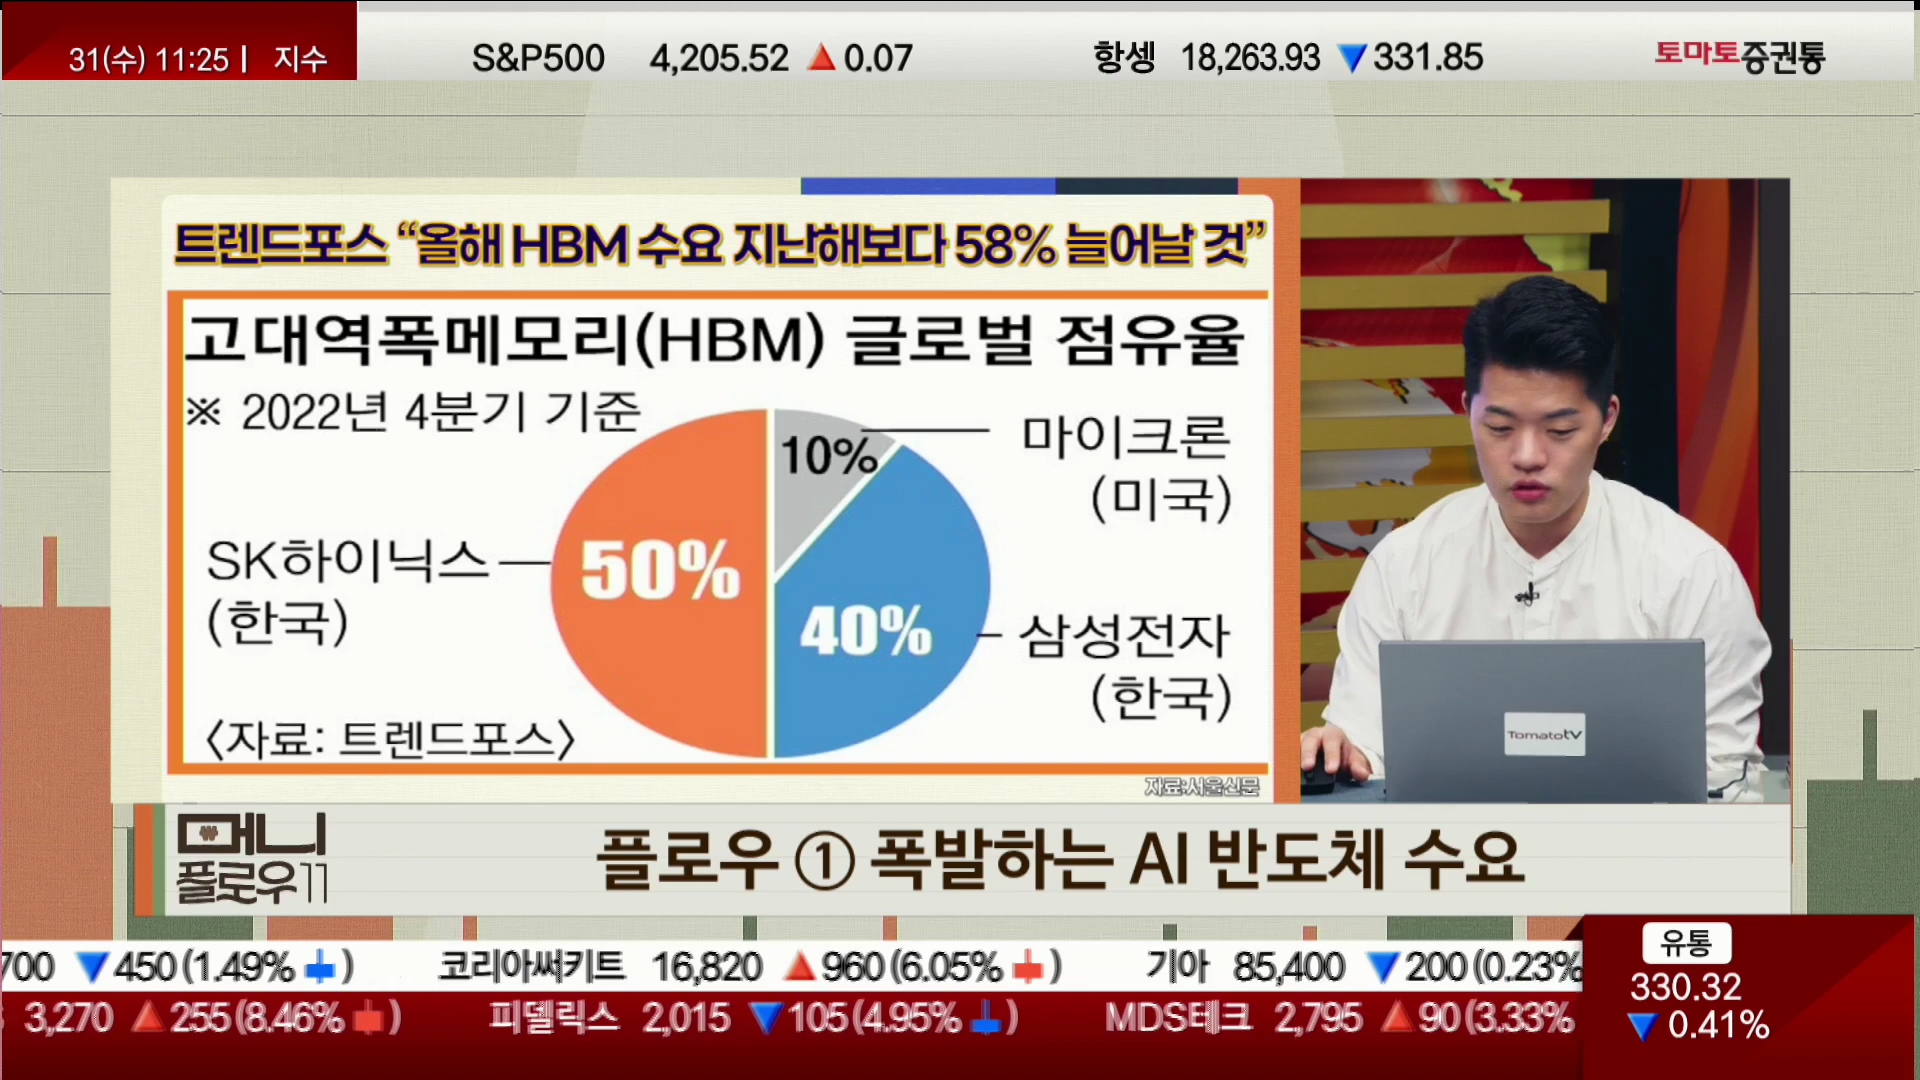 31(수) 11:25 | 지수
S&P500 4,205.52 ▲ 0.07
항셍 18,263.93 ▼ 331.85
토마토증권통
트렌드포스 “올해 HBM 수요 지난해보다 58% 늘어날 것”
고대역폭메모리(HBM) 글로벌 점유율
※ 2022년 4분기 기준
10%
마이크론
(미국)
SK하이닉스
(한국)
50%
40%
삼성전자
(한국)
〈자료: 트렌드포스〉
자료:서울신문
TomatoTV
머니
플로우11
플로우 ① 폭발하는 AI 반도체 수요
700 ▼ 450 (1.49% ↓) 코리아써키트 16,820 ▲ 960 (6.05% ↑) 기아 85,400 ▼ 200 (0.23%
3,270 ▲ 255 (8.46% ↑) 피델릭스 2,015 ▼ 105 (4.95% ↓) MDS테크 2,795 ▲ 90 (3.33%
유통
330.32
▼ 0.41%